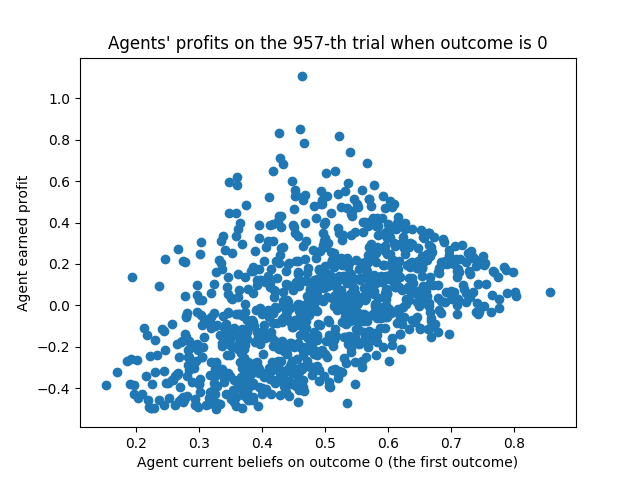 Agents' profits on the 957-th trial when outcome is 0
Agent earned profit
1.0
0.8
0.6
0.4
0.2
0.0
−0.2
−0.4
0.2 0.3 0.4 0.5 0.6 0.7 0.8
Agent current beliefs on outcome 0 (the first outcome)